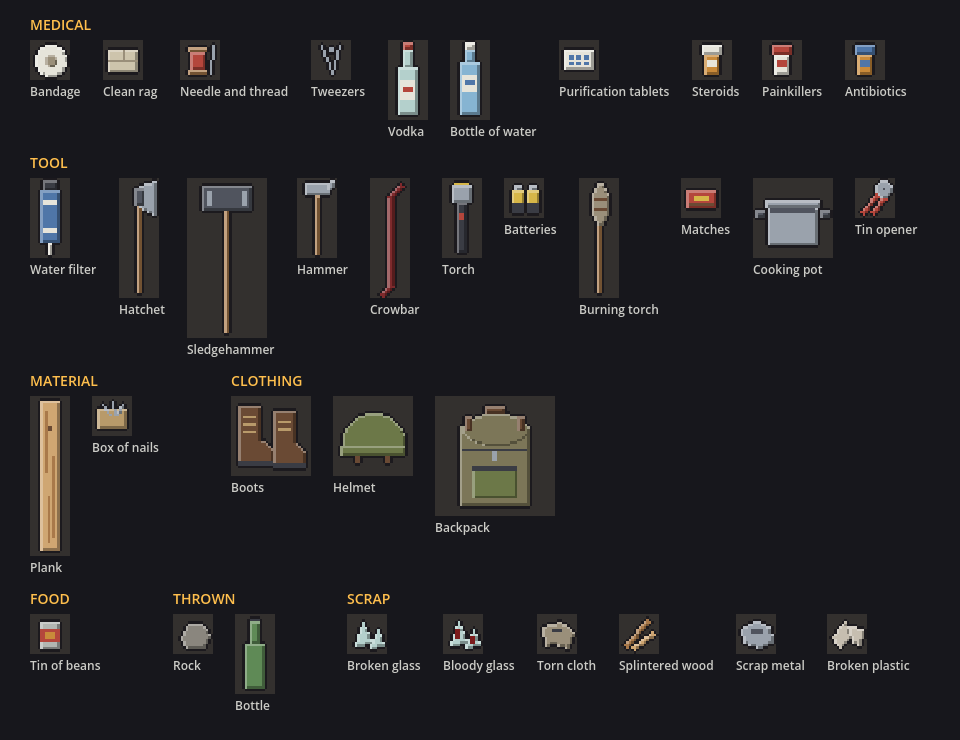 MEDICAL
Bandage
Clean rag
Needle and thread
Tweezers
Vodka
Bottle of water
Purification tablets
Steroids
Painkillers
Antibiotics
TOOL
Water filter
Hatchet
Sledgehammer
Hammer
Crowbar
Torch
Batteries
Burning torch
Matches
Cooking pot
Tin opener
MATERIAL
Plank
Box of nails
CLOTHING
Boots
Helmet
Backpack
FOOD
Tin of beans
THROWN
Rock
Bottle
SCRAP
Broken glass
Bloody glass
Torn cloth
Splintered wood
Scrap metal
Broken plastic